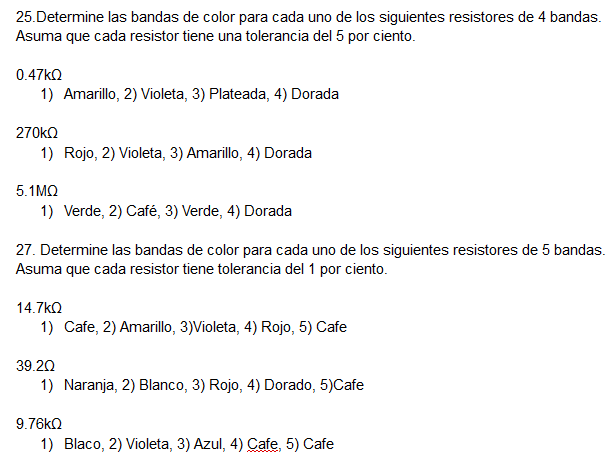 25.Determine las bandas de color para cada uno de los siguientes resistores de 4 bandas.
Asuma que cada resistor tiene una tolerancia del 5 por ciento.
0.47kΩ
1) Amarillo, 2) Violeta, 3) Plateada, 4) Dorada
270kΩ
1) Rojo, 2) Violeta, 3) Amarillo, 4) Dorada
5.1MΩ
1) Verde, 2) Café, 3) Verde, 4) Dorada
27. Determine las bandas de color para cada uno de los siguientes resistores de 5 bandas.
Asuma que cada resistor tiene tolerancia del 1 por ciento.
14.7kΩ
1) Cafe, 2) Amarillo, 3)Violeta, 4) Rojo, 5) Cafe
39.2Ω
1) Naranja, 2) Blanco, 3) Rojo, 4) Dorado, 5)Cafe
9.76kΩ
1) Blaco, 2) Violeta, 3) Azul, 4) Cafe, 5) Cafe